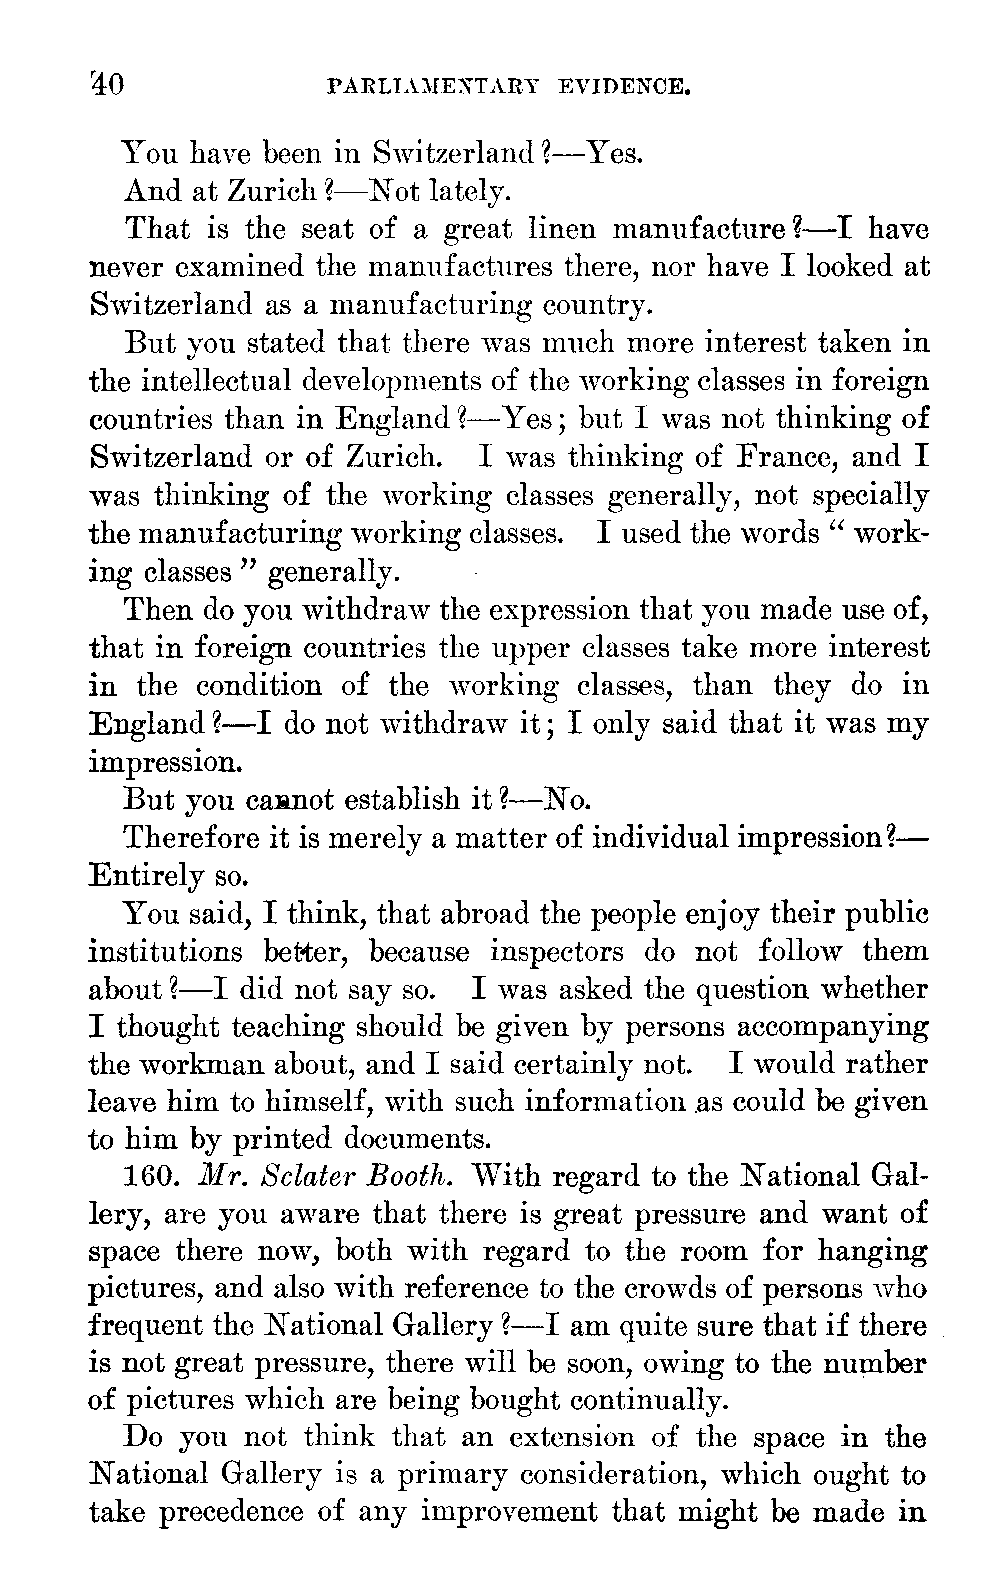 40 PARLIAMENTARY EVIDENCE.
You have been in Switzerland?—Yes.
And at Zurich?—Not lately.
That is the seat of a great linen manufacture?—I have
never examined the manufactures there, nor have I looked at
Switzerland as a manufacturing country.
But you stated that there was much more interest taken in
the intellectual developments of the working classes in foreign
countries than in England?—Yes; but I was not thinking of
Switzerland or of Zurich. I was thinking of France, and I
was thinking of the working classes generally, not specially
the manufacturing working classes. I used the words “ work-
ing classes ” generally.
Then do you withdraw the expression that you made use of,
that in foreign countries the upper classes take more interest
in the condition of the working classes, than they do in
England?—I do not withdraw it; I only said that it was my
impression.
But you cannot establish it?—No.
Therefore it is merely a matter of individual impression?—
Entirely so.
You said, I think, that abroad the people enjoy their public
institutions better, because inspectors do not follow them
about?—I did not say so. I was asked the question whether
I thought teaching should be given by persons accompanying
the workman about, and I said certainly not. I would rather
leave him to himself, with such information as could be given
to him by printed documents.
160. Mr. Sclater Booth. With regard to the National Gal-
lery, are you aware that there is great pressure and want of
space there now, both with regard to the room for hanging
pictures, and also with reference to the crowds of persons who
frequent the National Gallery?—I am quite sure that if there
is not great pressure, there will be soon, owing to the number
of pictures which are being bought continually.
Do you not think that an extension of the space in the
National Gallery is a primary consideration, which ought to
take precedence of any improvement that might be made in